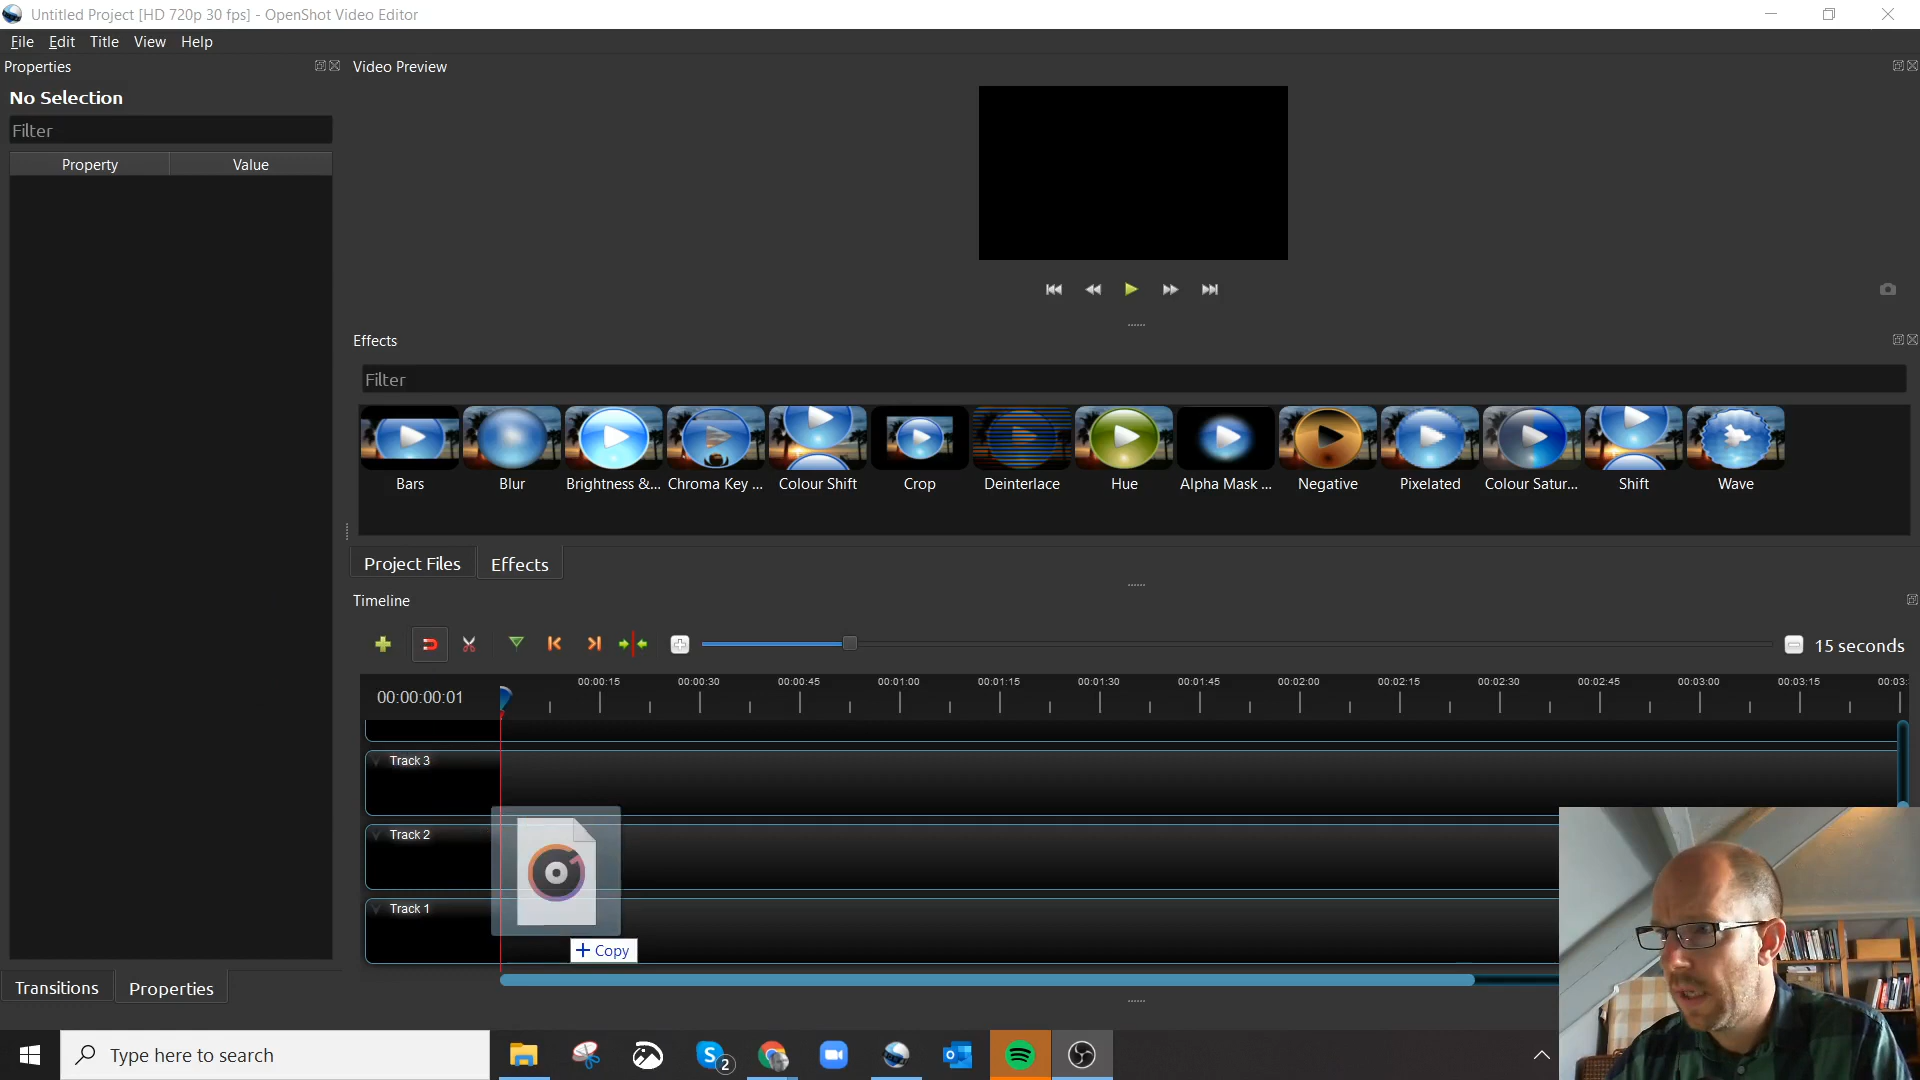 Untitled Project [HD 720p 30 fps] - OpenShot Video Editor
File Edit Title View Help
Properties
Video Preview
No Selection
Filter
Property Value
Effects
Filter
Bars Blur Brightness &... Chroma Key ... Colour Shift Crop Deinterlace Hue Alpha Mask ... Negative Pixelated Colour Satur... Shift Wave
Project Files Effects
Timeline
15 seconds
00:00:00:01
00:00:15 00:00:30 00:00:45 00:01:00 00:01:15 00:01:30 00:01:45 00:02:00 00:02:15 00:02:30 00:02:45 00:03:00 00:03:15 00:03:
Track 3
Track 2
Track 1
+ Copy
Transitions Properties
Type here to search
S 2